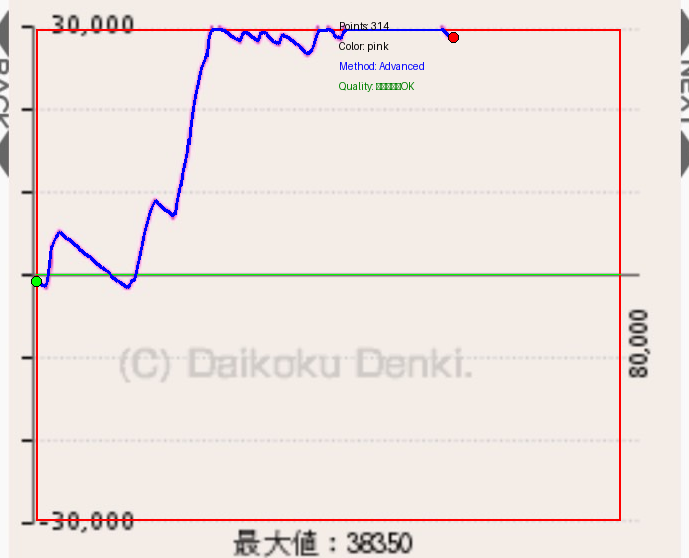 30,000
Points: 314
Color: pink
Method: Advanced
Quality: OK
BACK
NEXT
80,000
(C) Daikoku Denki.
-30,000
最大値：38350